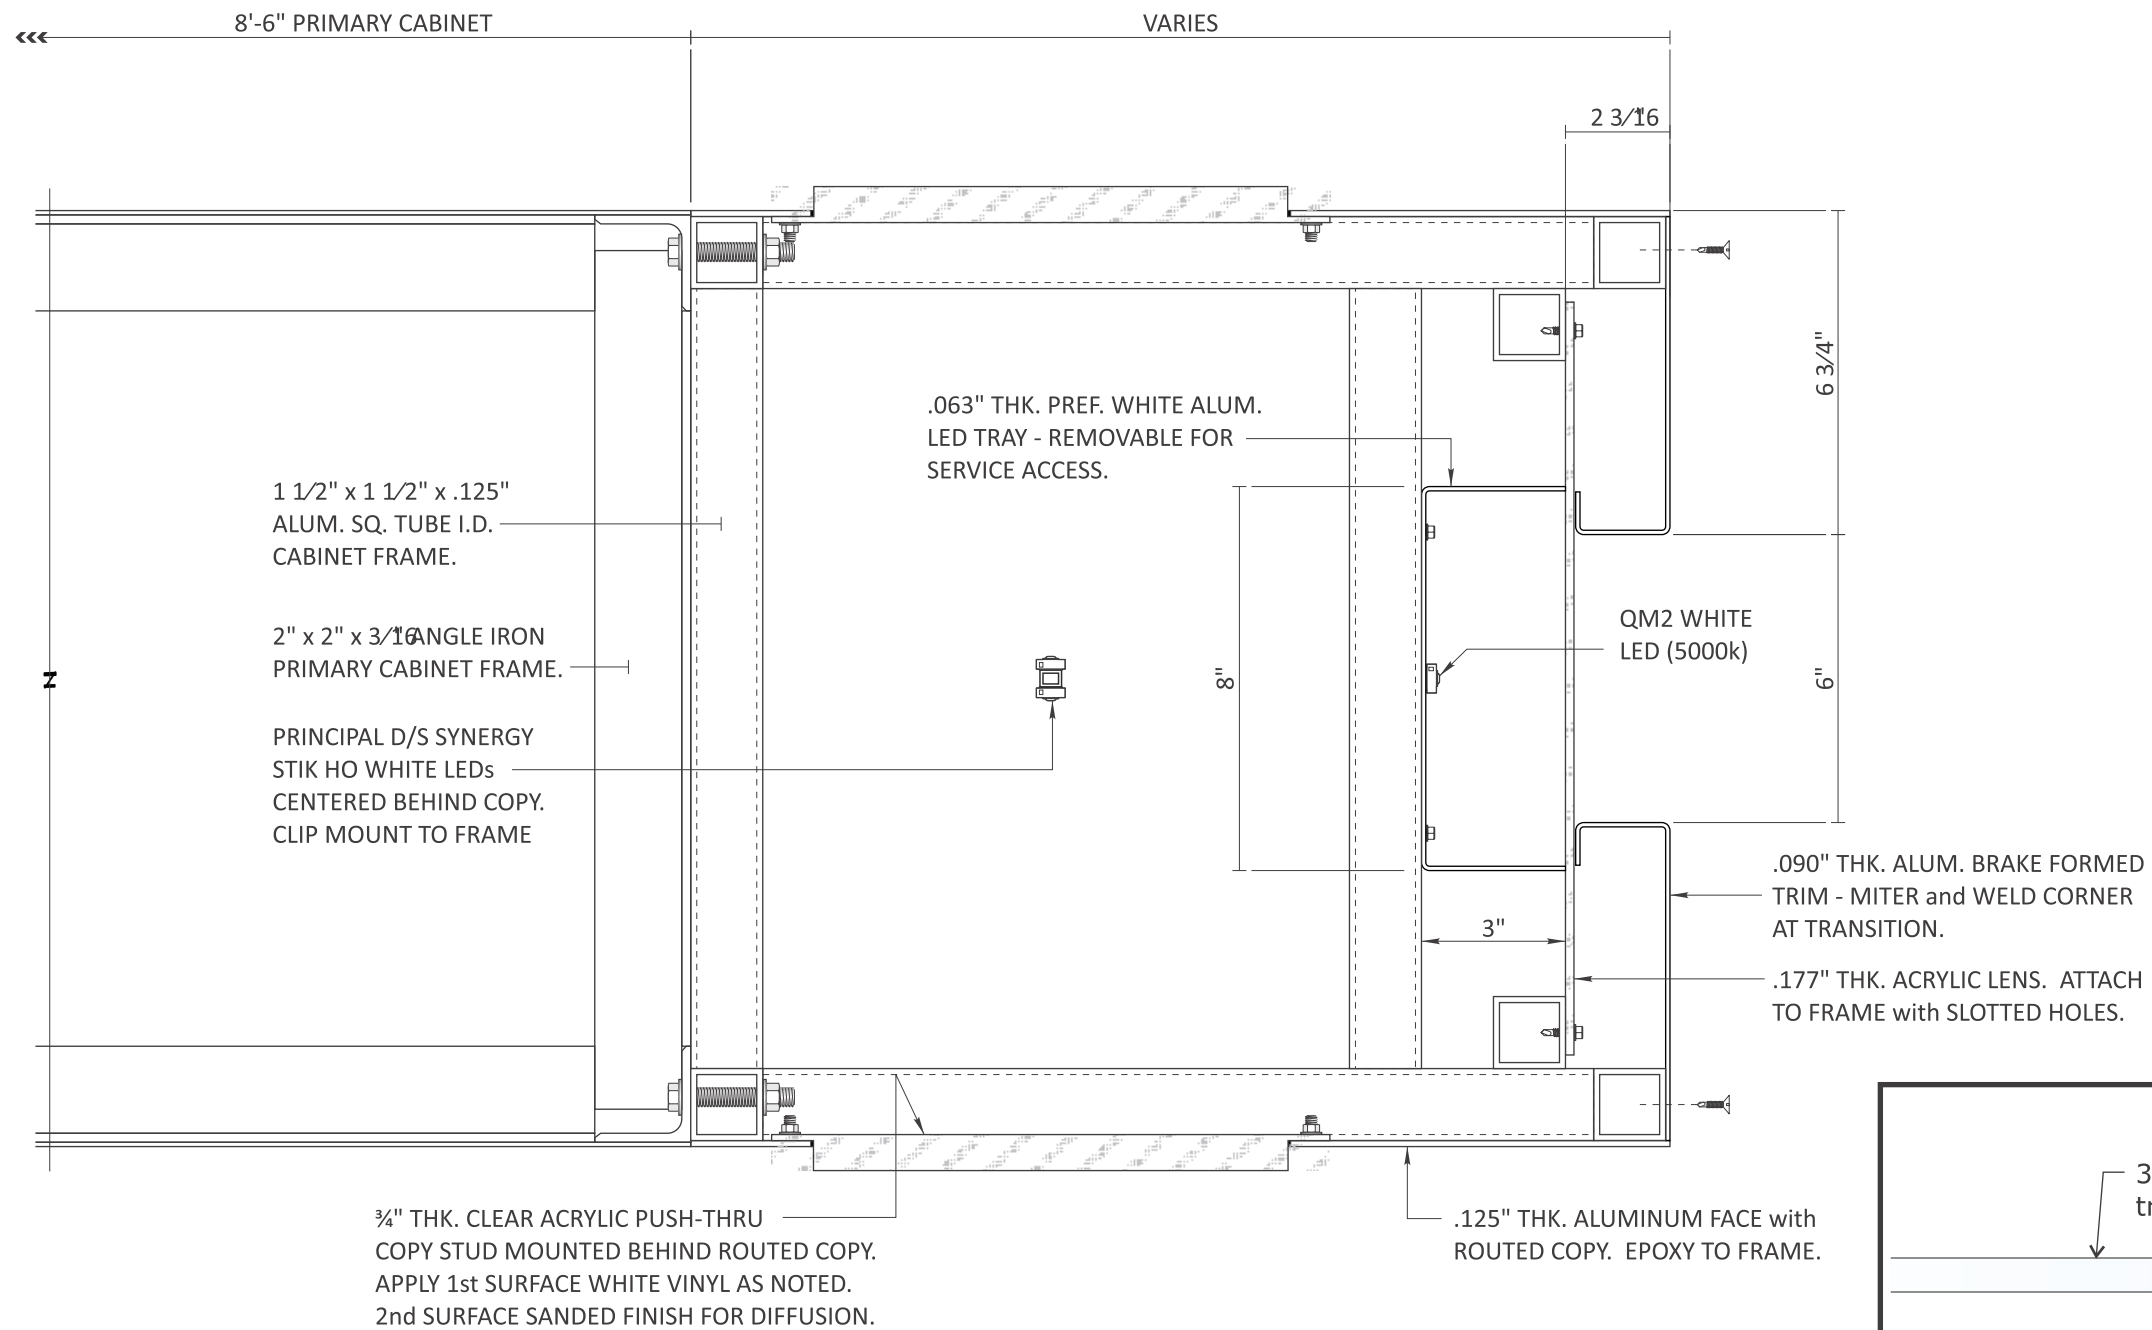 8'-6" PRIMARY CABINET
VARIES
2 3/16"
.063" THK. PREF. WHITE ALUM.
LED TRAY - REMOVABLE FOR
SERVICE ACCESS.
6 3/4"
1 1/2" x 1 1/2" x .125"
ALUM. SQ. TUBE I.D.
CABINET FRAME.
2" x 2" x 3/16" ANGLE IRON
PRIMARY CABINET FRAME.
QM2 WHITE
LED (5000k)
8"
6"
PRINCIPAL D/S SYNERGY
STIK HO WHITE LEDs
CENTERED BEHIND COPY.
CLIP MOUNT TO FRAME
.090" THK. ALUM. BRAKE FORMED
TRIM - MITER and WELD CORNER
AT TRANSITION.
3"
.177" THK. ACRYLIC LENS. ATTACH
TO FRAME with SLOTTED HOLES.
¾" THK. CLEAR ACRYLIC PUSH-THRU
COPY STUD MOUNTED BEHIND ROUTED COPY.
APPLY 1st SURFACE WHITE VINYL AS NOTED.
2nd SURFACE SANDED FINISH FOR DIFFUSION.
.125" THK. ALUMINUM FACE with
ROUTED COPY. EPOXY TO FRAME.
3
tr